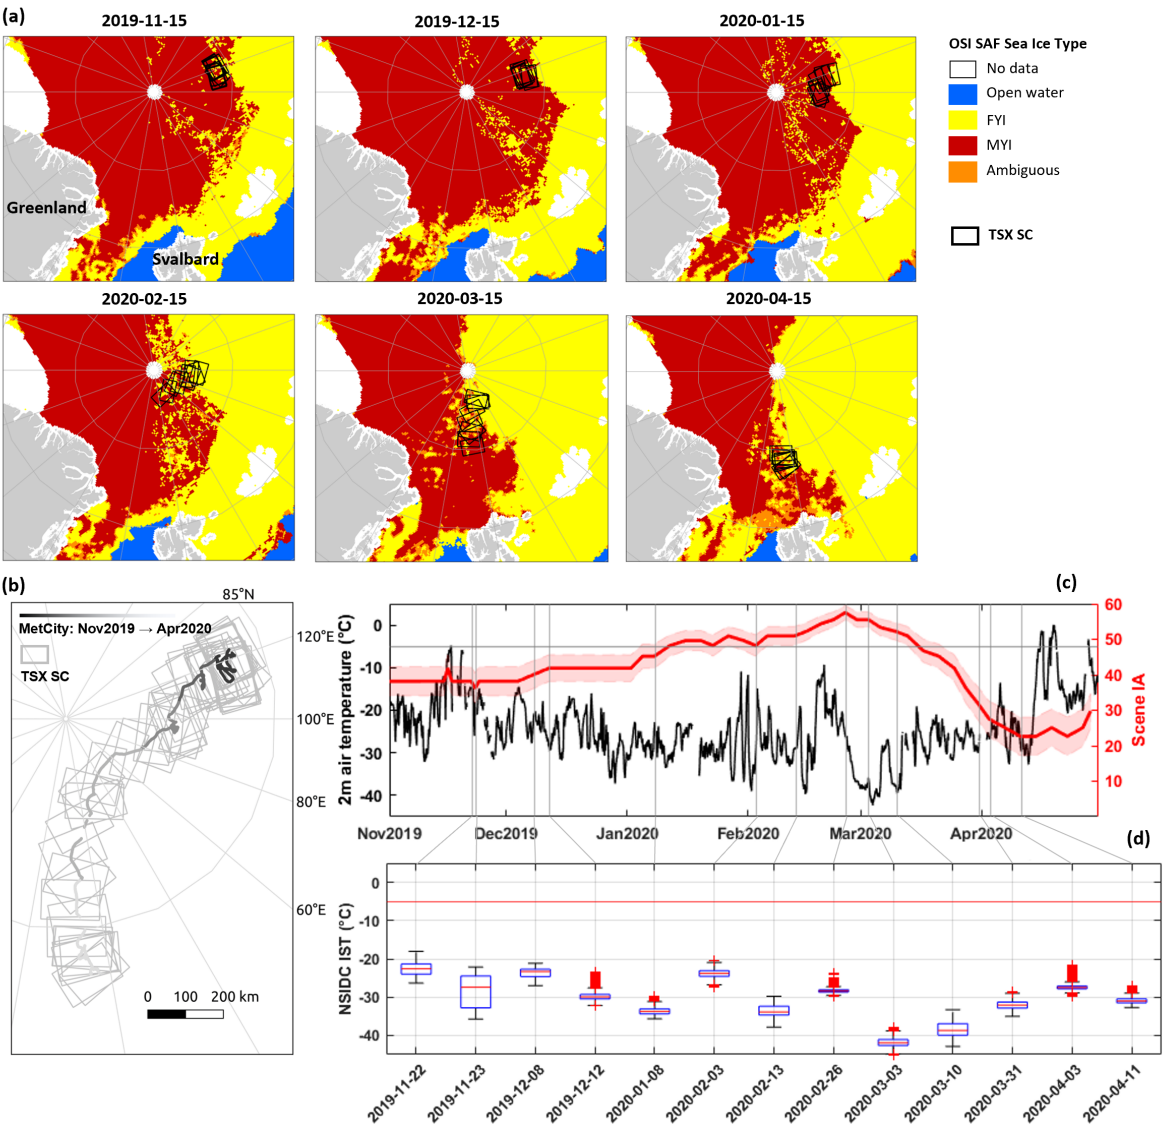 (a)
2019-11-15
2019-12-15
2020-01-15
OSI SAF Sea Ice Type
No data
Open water
FYI
MYI
Ambiguous
TSX SC
Greenland
Svalbard
2020-02-15
2020-03-15
2020-04-15
(b)
85°N
MetCity: Nov2019 → Apr2020
TSX SC
120°E
100°E
80°E
60°E
0 100 200 km
(c)
2m air temperature (°C)
0
-10
-20
-30
-40
60
50
40
30
20
10
Scene IA
Nov2019 Dec2019 Jan2020 Feb2020 Mar2020 Apr2020
(d)
NSIDC IST (°C)
0
-10
-20
-30
-40
2019-11-22
2019-11-23
2019-12-08
2019-12-12
2020-01-08
2020-02-03
2020-02-13
2020-02-26
2020-03-03
2020-03-10
2020-03-31
2020-04-03
2020-04-11